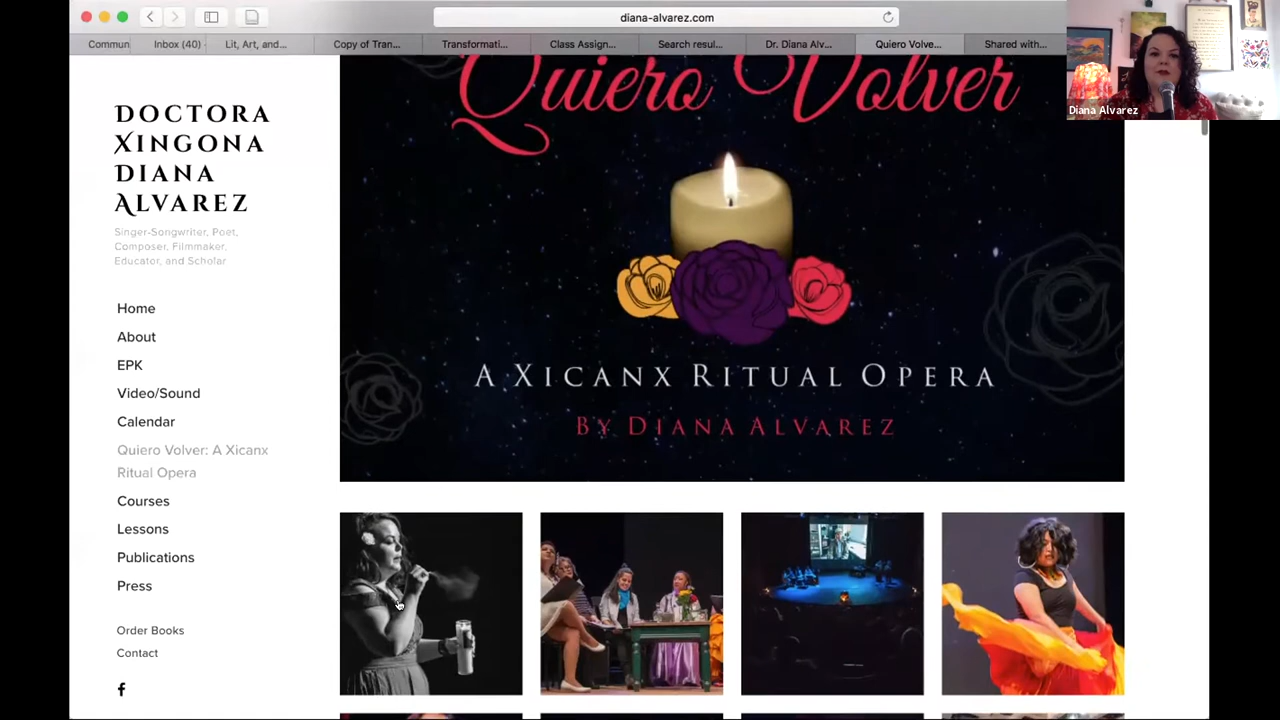 diana-alvarez.com
Commun
Inbox (40)
Lit, Art, and...
Copy of Tran...
Transformati...
Class Assign...
Search resul...
Dr. Diana Alv...
Quiero Volve...
Shared with...
Diana Alvarez
DOCTORA
XINGONA
DIANA
ALVAREZ
Singer-Songwriter, Poet,
Composer, Filmmaker,
Educator, and Scholar
Home
About
EPK
Video/Sound
Calendar
Quiero Volver: A Xicanx
Ritual Opera
Courses
Lessons
Publications
Press
Order Books
Contact
Quiero Volver
A XICANX RITUAL OPERA
BY DIANA ALVAREZ